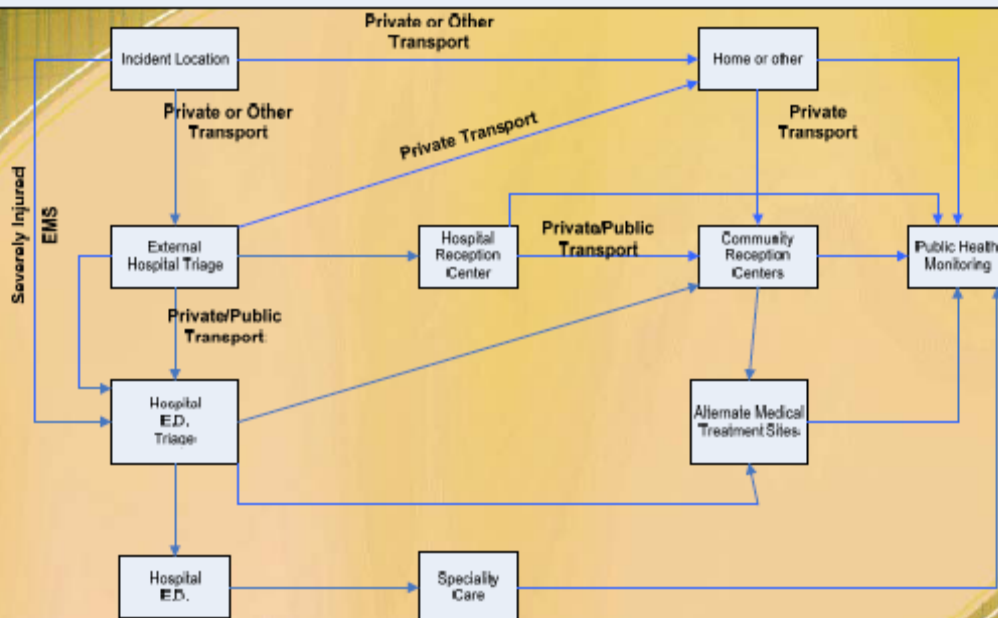 Private or Other
Transport
Incident Location
Home or other
Private or Other
Transport
Private Transport
Private
Transport
Severely Injured
EMS
External
Hospital Triage
Hospital
Reception
Center
Private/Public
Transport
Community
Reception
Centers
Public Health
Monitoring
Private/Public
Transport
Hospital
E.D.
Triage
Alternate Medical
Treatment Sites
Hospital
E.D.
Speciality
Care